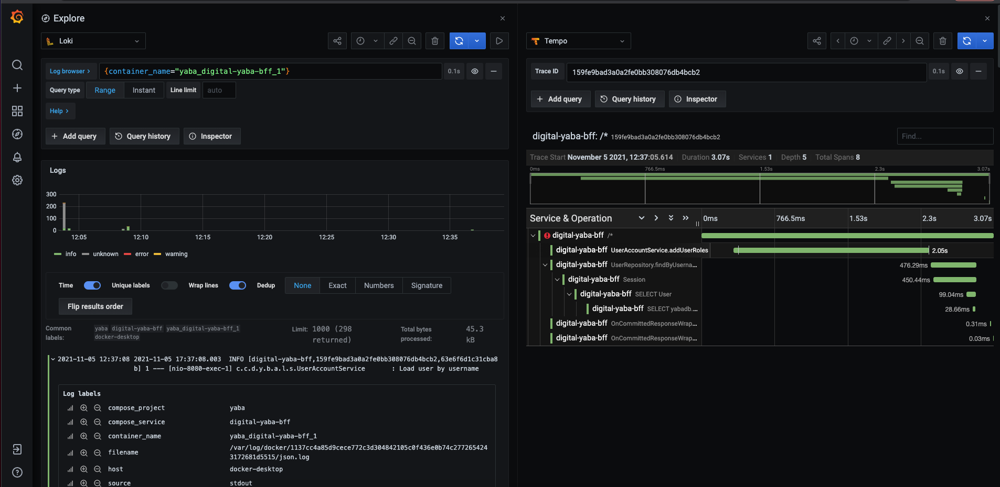 Explore
Loki
Log browser >
{container_name="yaba_digital-yaba-bff_1"}
0.1s
Query type
Range
Instant
Line limit
auto
Help >
+ Add query
Query history
Inspector
Logs
300
200
100
0
12:05
12:10
12:15
12:20
12:25
12:30
12:35
info
unknown
error
warning
Time
Unique labels
Wrap lines
Dedup
None
Exact
Numbers
Signature
Flip results order
Common labels:
yaba digital-yaba-bff yaba_digital-yaba-bff_1
docker-desktop
Limit: 1000 (298
returned)
Total bytes
processed:
45.3
kB
2021-11-05 12:37:08 2021-11-05 17:37:08.003 INFO [digital-yaba-bff,159fe9bad3a0a2fe0bb308076db4bcb2,63e6f6d1c31cba8
b] 1 --- [nio-8080-exec-1] c.c.d.y.b.a.l.s.UserAccountService : Load user by username
Log labels
compose_project yaba
compose_service digital-yaba-bff
container_name yaba_digital-yaba-bff_1
filename /var/log/docker/1137cc4a85d9cece772c3d304842105c0f436e0b74c277265424
3172681d5515/json.log
host docker-desktop
source stdout
Tempo
Trace ID
159fe9bad3a0a2fe0bb308076db4bcb2
0.1s
+ Add query
Query history
Inspector
digital-yaba-bff: /* 159fe9bad3a0a2fe0bb308076db4bcb2
Find...
Trace Start November 5 2021, 12:37:05.614 Duration 3.07s Services 1 Depth 5 Total Spans 8
0ms
766.5ms
1.53s
2.3s
3.07s
Service & Operation
0ms
766.5ms
1.53s
2.3s
3.07s
digital-yaba-bff /*
digital-yaba-bff UserAccountService.addUserRoles
2.05s
digital-yaba-bff UserRepository.findByUserna...
476.29ms
digital-yaba-bff Session
450.44ms
digital-yaba-bff SELECT User
99.04ms
digital-yaba-bff SELECT yabadb....
28.66ms
digital-yaba-bff OnCommittedResponseWrap...
0.31ms
digital-yaba-bff OnCommittedResponseWrap...
0.03ms